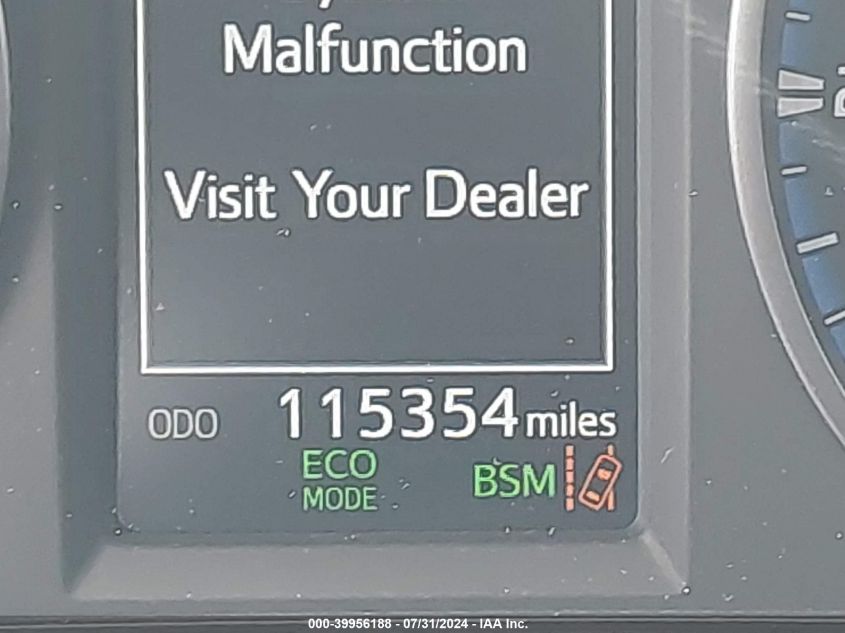 Malfunction
Visit Your Dealer
ODO 115354 miles
ECO
MODE
BSM
000-39956188 - 07/31/2024 - IAA Inc.